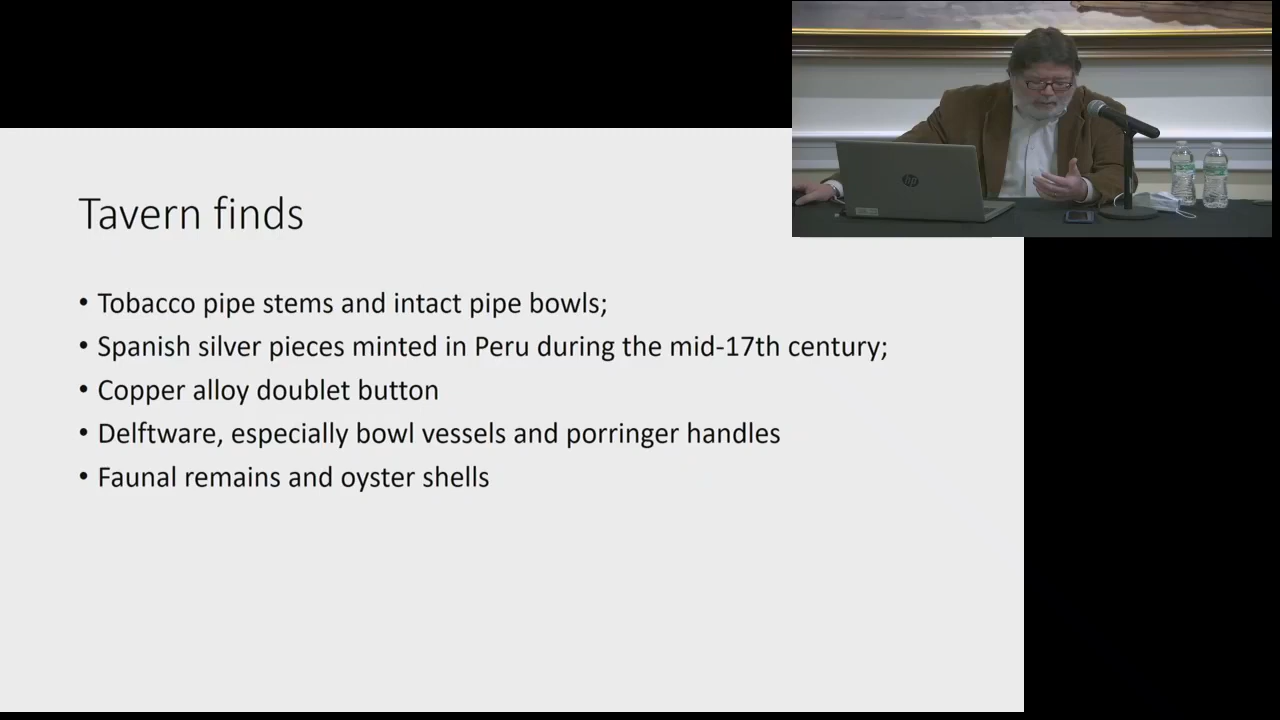 Tavern finds
• Tobacco pipe stems and intact pipe bowls;
• Spanish silver pieces minted in Peru during the mid-17th century;
• Copper alloy doublet button
• Delftware, especially bowl vessels and porringer handles
• Faunal remains and oyster shells
hp